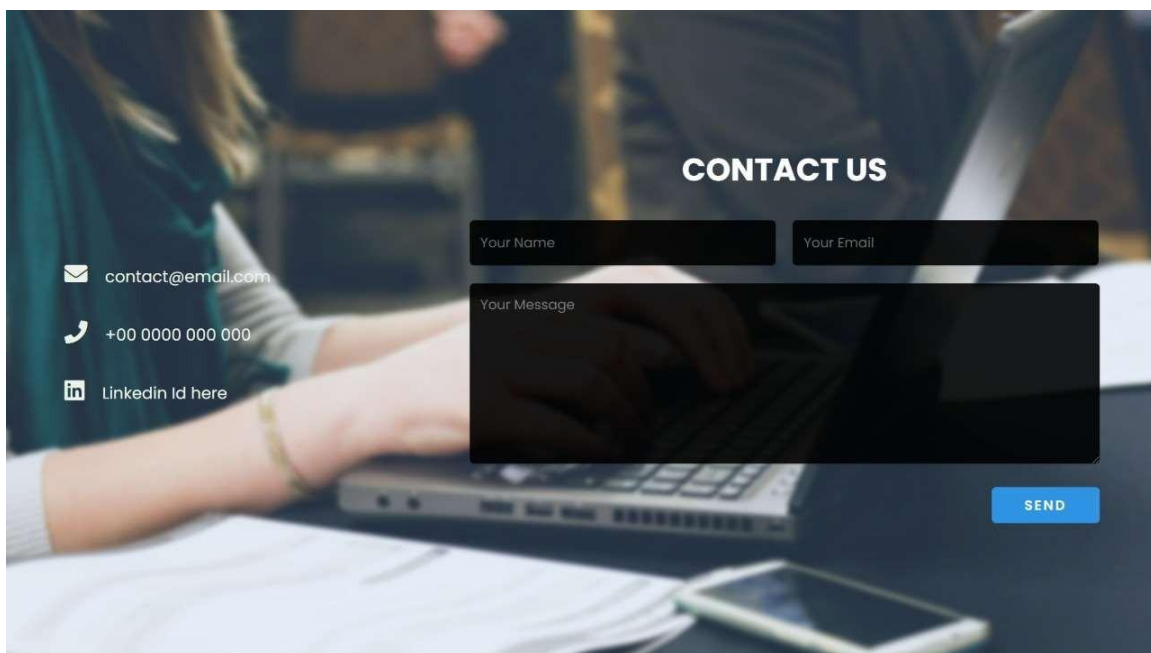 CONTACT US
Your Name
Your Email
contact@email.com
Your Message
+00 0000 000 000
in Linkedin Id here
SEND